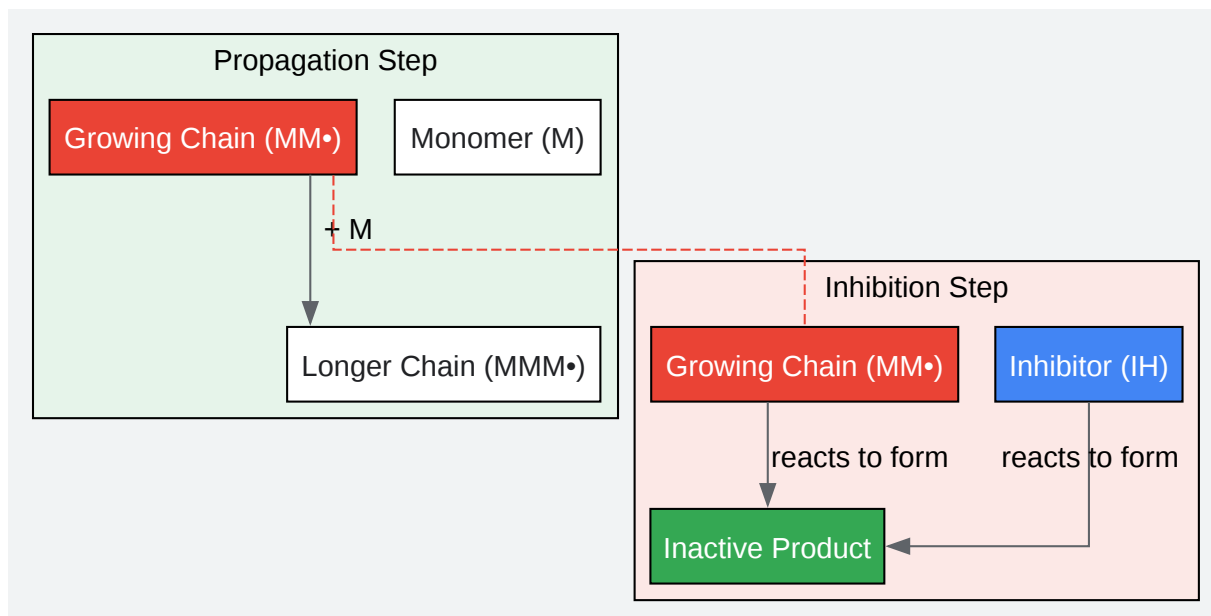 Propagation Step
Growing Chain (MM•)
Monomer (M)
+ M
Longer Chain (MMM•)
Inhibition Step
Growing Chain (MM•)
Inhibitor (IH)
reacts to form
reacts to form
Inactive Product